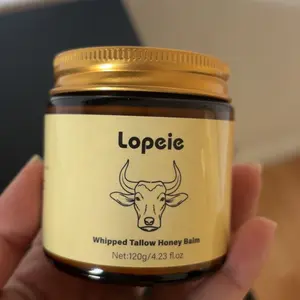 Lopeie
Whipped Tallow Honey Balm
Net:120g/4.23 fl.oz